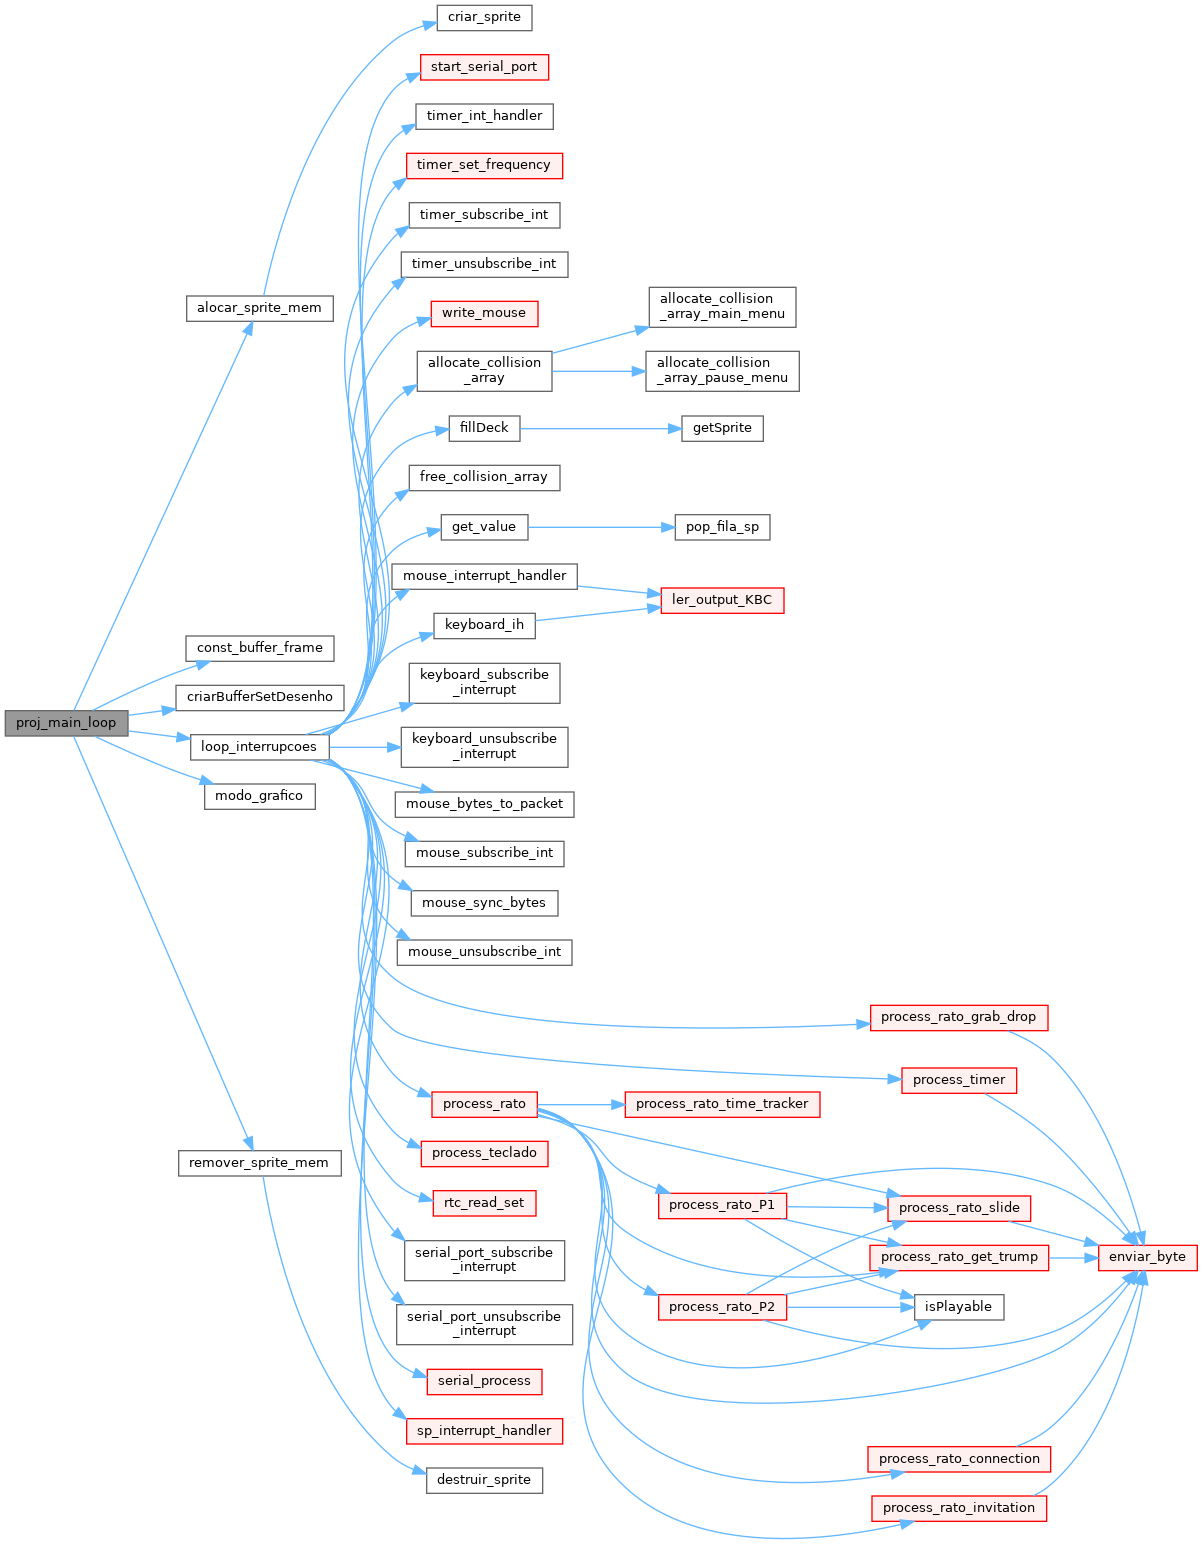 criar_sprite
start_serial_port
timer_int_handler
timer_set_frequency
timer_subscribe_int
timer_unsubscribe_int
write_mouse
alocar_sprite_mem
allocate_collision
_array_main_menu
allocate_collision
_array
allocate_collision
_array_pause_menu
fillDeck
getSprite
free_collision_array
get_value
pop_fila_sp
mouse_interrupt_handler
ler_output_KBC
keyboard_ih
const_buffer_frame
keyboard_subscribe
_interrupt
criarBufferSetDesenho
proj_main_loop
loop_interrupcoes
keyboard_unsubscribe
_interrupt
modo_grafico
mouse_bytes_to_packet
mouse_subscribe_int
mouse_sync_bytes
mouse_unsubscribe_int
process_rato_grab_drop
process_timer
process_rato
process_rato_time_tracker
process_teclado
remover_sprite_mem
rtc_read_set
process_rato_P1
process_rato_slide
serial_port_subscribe
_interrupt
process_rato_get_trump
enviar_byte
serial_port_unsubscribe
_interrupt
process_rato_P2
isPlayable
serial_process
sp_interrupt_handler
process_rato_connection
destruir_sprite
process_rato_invitation